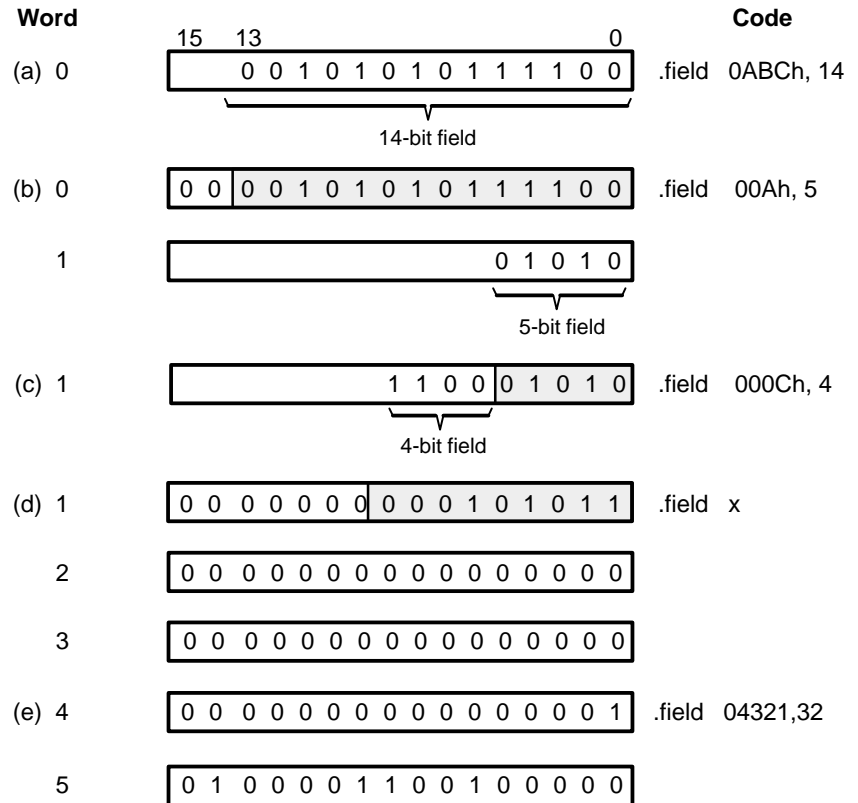 Word Code
15 13 0
(a) 0 0 0 1 0 1 0 1 0 1 1 1 1 0 0 .field 0ABCh, 14
14-bit field
(b) 0 0 0 0 0 1 0 1 0 1 0 1 1 1 1 0 0 .field 00Ah, 5
1 0 1 0 1 0
5-bit field
(c) 1 1 1 0 0 0 1 0 1 0 .field 000Ch, 4
4-bit field
(d) 1 0 0 0 0 0 0 0 0 0 0 1 0 1 0 1 1 .field x
2 0 0 0 0 0 0 0 0 0 0 0 0 0 0 0 0
3 0 0 0 0 0 0 0 0 0 0 0 0 0 0 0 0
(e) 4 0 0 0 0 0 0 0 0 0 0 0 0 0 0 0 1 .field 04321,32
5 0 1 0 0 0 0 1 1 0 0 1 0 0 0 0 0